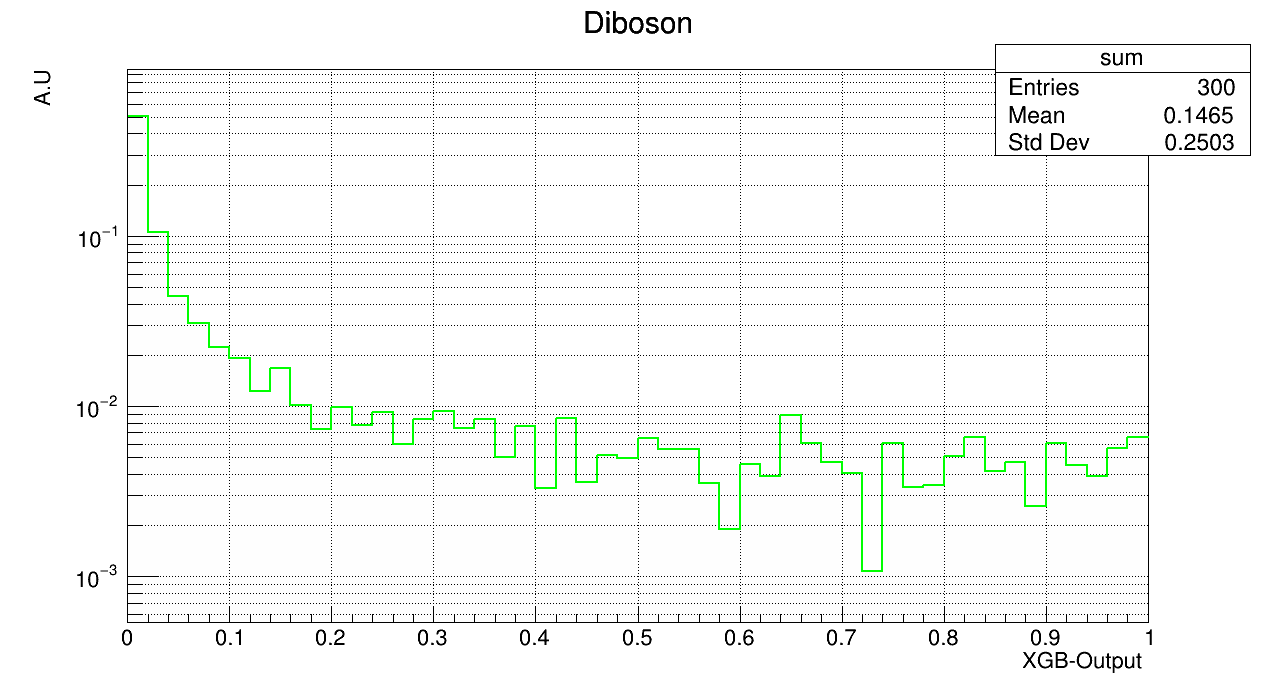 Diboson
A.U
sum
Entries 300
Mean 0.1465
Std Dev 0.2503
10−1
10−2
10−3
0 0.1 0.2 0.3 0.4 0.5 0.6 0.7 0.8 0.9 1
XGB-Output